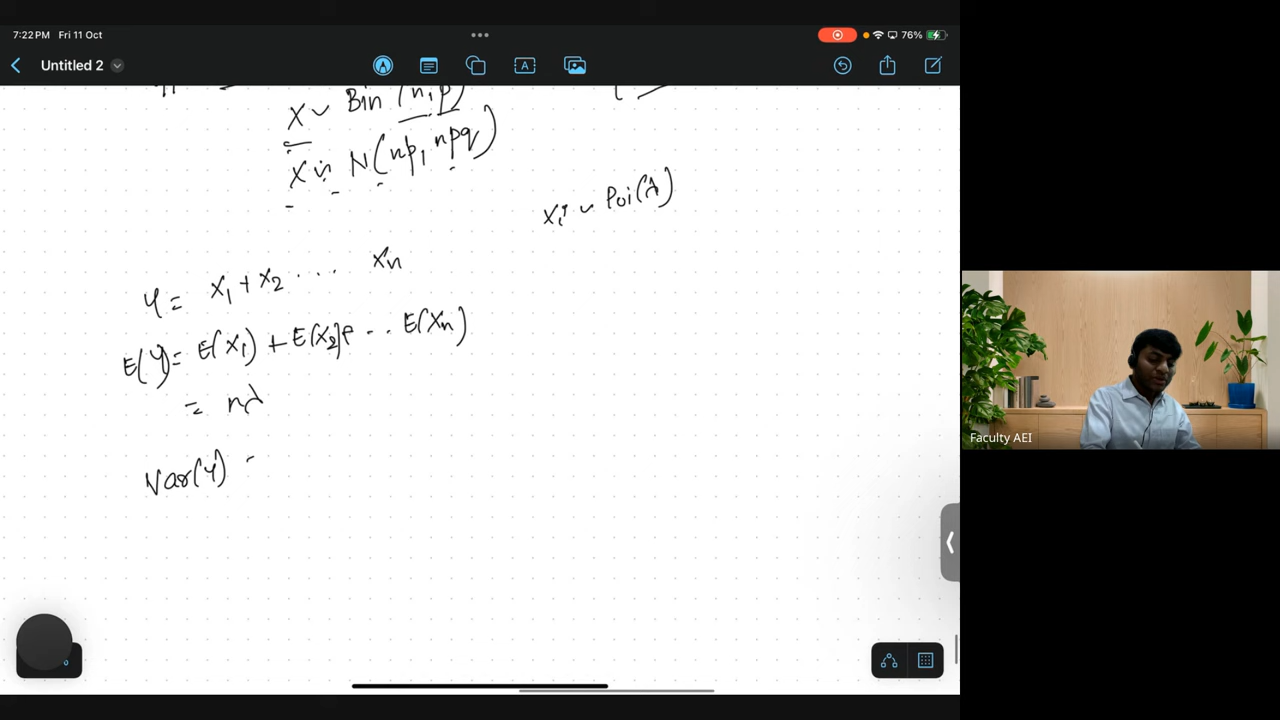 7:22 PM Fri 11 Oct 76%
Untitled 2
X ~ Bin (n, p)
X ~ N(np, npq)
Xi ~ Poi(λ)
Y = X1 + X2 .... Xn
E(Y) = E(X1) + E(X2) + ... E(Xn)
= nλ
Var(Y) =
Faculty AEI